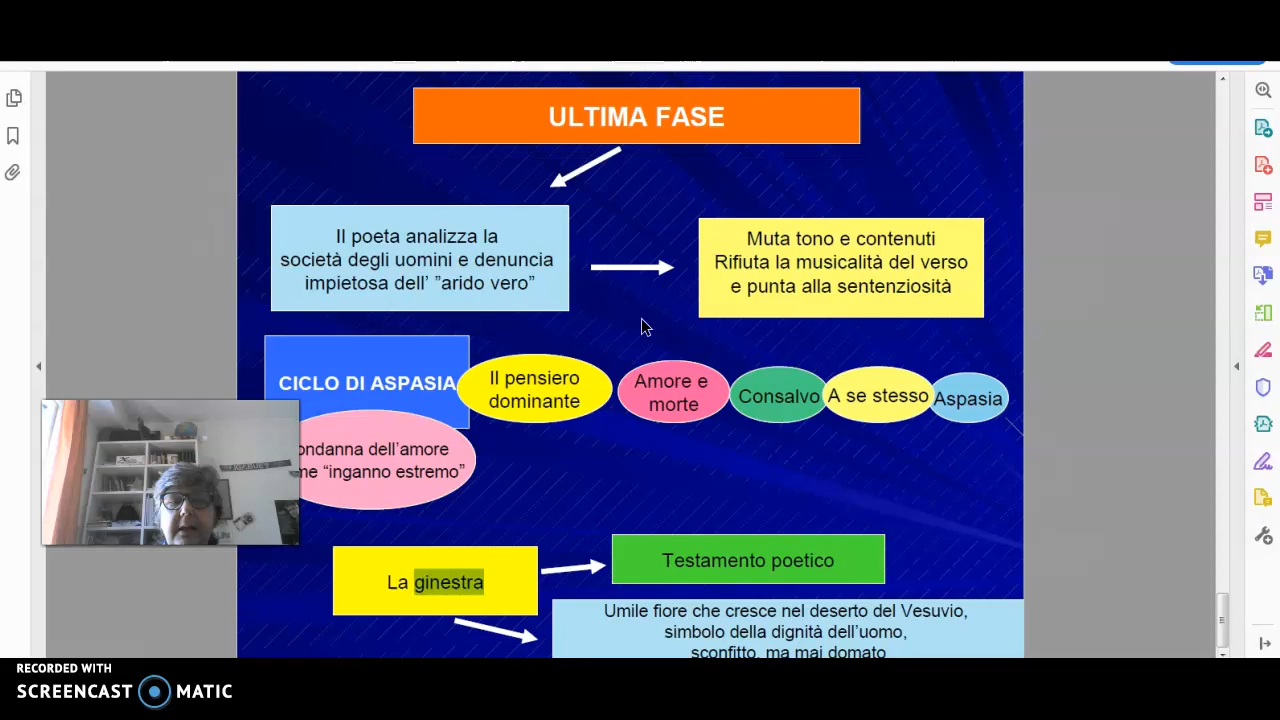 ULTIMA FASE
Il poeta analizza la
società degli uomini e denuncia
impietosa dell' ”arido vero”
Muta tono e contenuti
Rifiuta la musicalità del verso
e punta alla sentenziosità
CICLO DI ASPASIA
Il pensiero
dominante
Amore e
morte
Consalvo
A se stesso
Aspasia
ondanna dell'amore
me “inganno estremo”
La ginestra
Testamento poetico
Umile fiore che cresce nel deserto del Vesuvio,
simbolo della dignità dell'uomo,
sconfitto, ma mai domato
RECORDED WITH
SCREENCAST MATIC